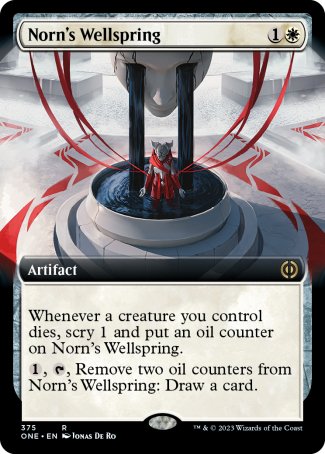 Norn's Wellspring 1
Artifact
Whenever a creature you control
dies, scry 1 and put an oil counter
on Norn's Wellspring.
1, , Remove two oil counters from
Norn's Wellspring: Draw a card.
375 R
ONE • EN Jonas De Ro
™ & © 2023 Wizards of the Coast